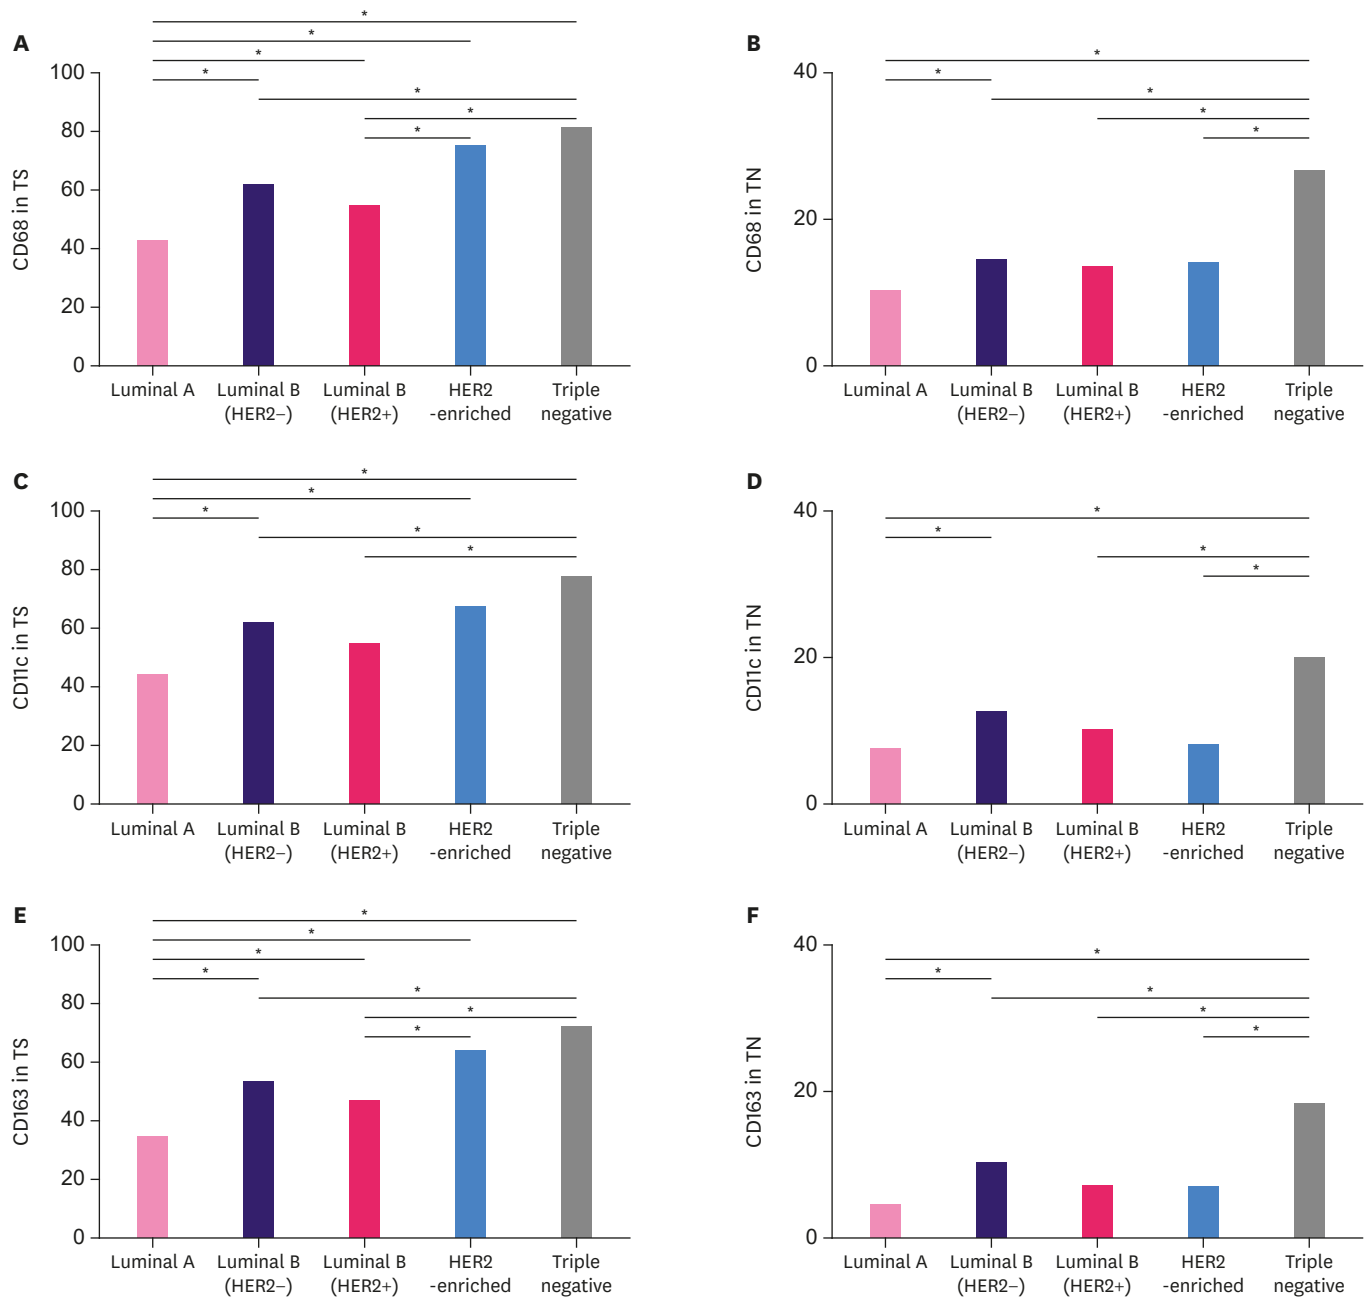 A
*
*
*
*
*
*
*
100
80
60
40
20
0
CD68 in TS
Luminal A
Luminal B
(HER2−)
Luminal B
(HER2+)
HER2
-enriched
Triple
negative
B
*
*
*
*
*
40
20
0
CD68 in TN
Luminal A
Luminal B
(HER2−)
Luminal B
(HER2+)
HER2
-enriched
Triple
negative
C
*
*
*
*
*
100
80
60
40
20
0
CD11c in TS
Luminal A
Luminal B
(HER2−)
Luminal B
(HER2+)
HER2
-enriched
Triple
negative
D
*
*
*
*
40
20
0
CD11c in TN
Luminal A
Luminal B
(HER2−)
Luminal B
(HER2+)
HER2
-enriched
Triple
negative
E
*
*
*
*
*
*
*
100
80
60
40
20
0
CD163 in TS
Luminal A
Luminal B
(HER2−)
Luminal B
(HER2+)
HER2
-enriched
Triple
negative
F
*
*
*
*
*
40
20
0
CD163 in TN
Luminal A
Luminal B
(HER2−)
Luminal B
(HER2+)
HER2
-enriched
Triple
negative